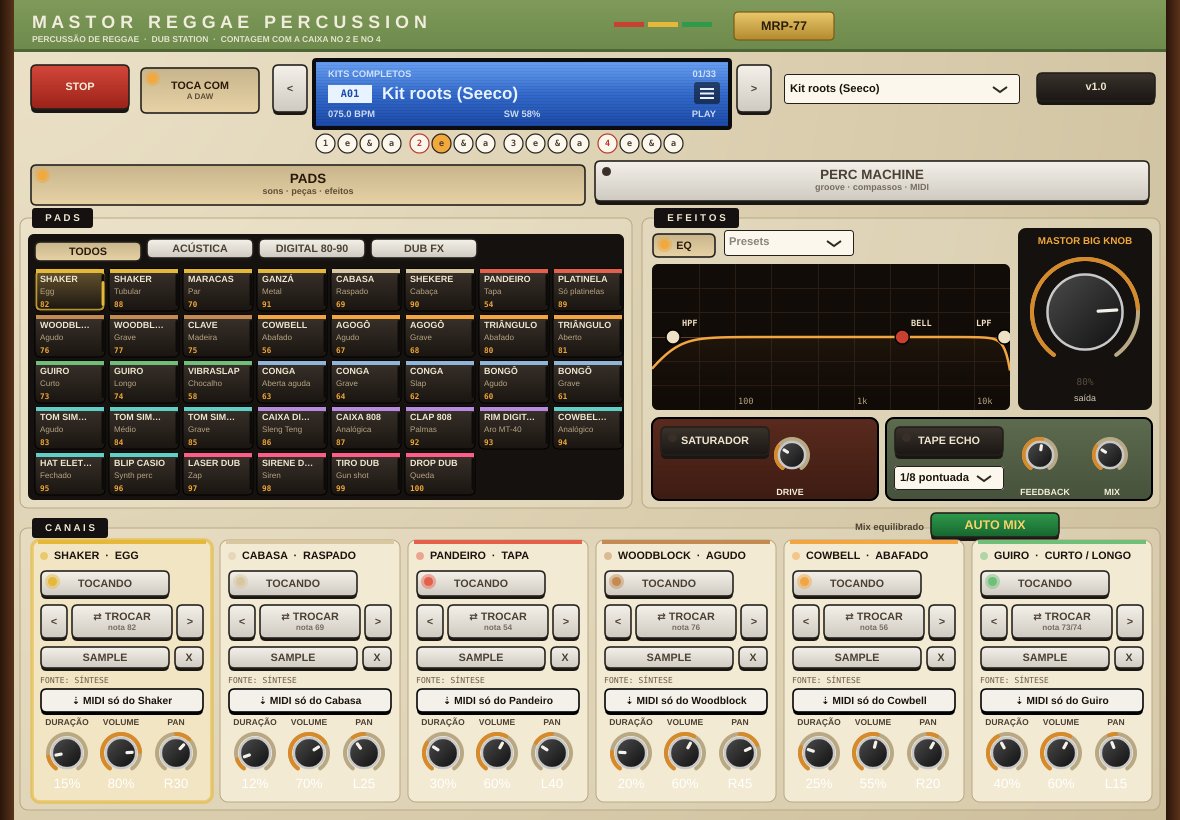 MASTOR REGGAE PERCUSSION
PERCUSSÃO DE REGGAE · DUB STATION · CONTAGEM COM A CAIXA NO 2 E NO 4
MRP-77
STOP
TOCA COM
A DAW
<
KITS COMPLETOS 01/33
A01 Kit roots (Seeco)
075.0 BPM SW 58% PLAY
>
Kit roots (Seeco)
v1.0
1 e & a 2 e & a 3 e & a 4 e & a
PADS
sons · peças · efeitos
PERC MACHINE
groove · compassos · MIDI
PADS
TODOS ACÚSTICA DIGITAL 80-90 DUB FX
SHAKER SHAKER MARACAS GANZÁ CABASA SHEKERE PANDEIRO PLATINELA
Egg Tubular Par Metal Raspado Cabaça Tapa Só platinelas
82 88 70 91 69 90 54 89
WOODBL... WOODBL... CLAVE COWBELL AGOGÔ AGOGÔ TRIÂNGULO TRIÂNGULO
Agudo Grave Madeira Abafado Agudo Grave Abafado Aberto
76 77 75 56 67 68 80 81
GUIRO GUIRO VIBRASLAP CONGA CONGA CONGA BONGÔ BONGÔ
Curto Longo Chocalho Aberta aguda Grave Slap Agudo Grave
73 74 58 63 64 62 60 61
TOM SIM... TOM SIM... TOM SIM... CAIXA DI... CAIXA 808 CLAP 808 RIM DIGIT... COWBEL...
Agudo Médio Grave Sleng Teng Analógica Palmas Aro MT-40 Analógico
83 84 85 86 87 92 93 94
HAT ELET... BLIP CASIO LASER DUB SIRENE D... TIRO DUB DROP DUB
Fechado Synth perc Zap Siren Gun shot Queda
95 96 97 98 99 100
EFEITOS
EQ
Presets
HPF BELL LPF
100 1k 10k
MASTOR BIG KNOB
80%
saída
SATURADOR
DRIVE
TAPE ECHO
1/8 pontuada
FEEDBACK MIX
CANAIS
Mix equilibrado
AUTO MIX
SHAKER · EGG
TOCANDO
< ⇄ TROCAR >
nota 82
SAMPLE X
FONTE: SÍNTESE
⇣ MIDI só do Shaker
DURAÇÃO VOLUME PAN
15% 80% R30
CABASA · RASPADO
TOCANDO
< ⇄ TROCAR >
nota 69
SAMPLE X
FONTE: SÍNTESE
⇣ MIDI só do Cabasa
DURAÇÃO VOLUME PAN
12% 70% L25
PANDEIRO · TAPA
TOCANDO
< ⇄ TROCAR >
nota 54
SAMPLE X
FONTE: SÍNTESE
⇣ MIDI só do Pandeiro
DURAÇÃO VOLUME PAN
30% 60% L40
WOODBLOCK · AGUDO
TOCANDO
< ⇄ TROCAR >
nota 76
SAMPLE X
FONTE: SÍNTESE
⇣ MIDI só do Woodblock
DURAÇÃO VOLUME PAN
20% 60% R45
COWBELL · ABAFADO
TOCANDO
< ⇄ TROCAR >
nota 56
SAMPLE X
FONTE: SÍNTESE
⇣ MIDI só do Cowbell
DURAÇÃO VOLUME PAN
25% 55% R20
GUIRO · CURTO / LONGO
TOCANDO
< ⇄ TROCAR >
nota 73/74
SAMPLE X
FONTE: SÍNTESE
⇣ MIDI só do Guiro
DURAÇÃO VOLUME PAN
40% 60% L15